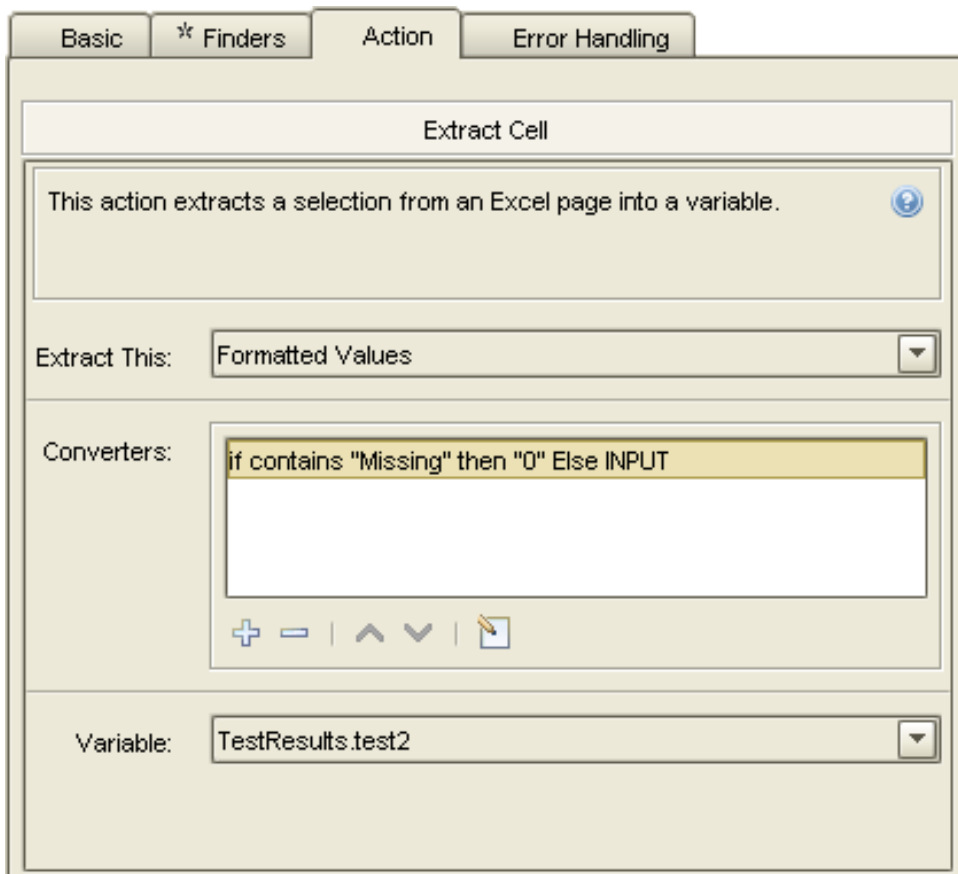 Basic
* Finders
Action
Error Handling
Extract Cell
This action extracts a selection from an Excel page into a variable.
?
Extract This:
Formatted Values
Converters:
if contains "Missing" then "0" Else INPUT
Variable:
TestResults.test2